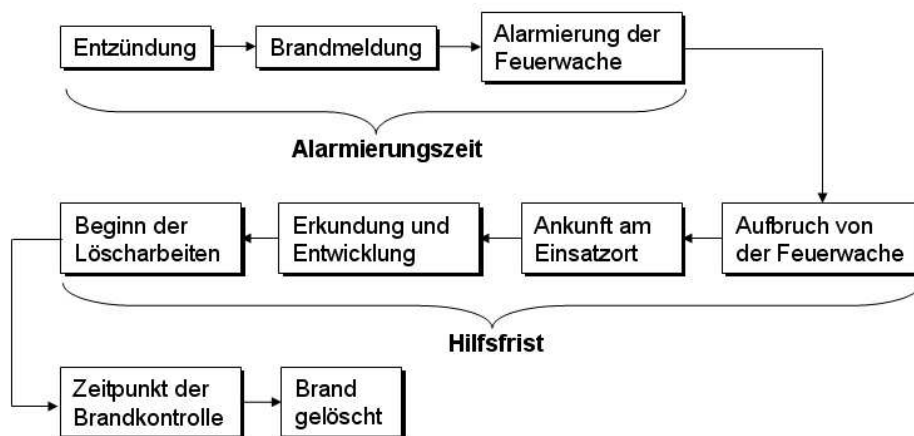 Entzündung
Brandmeldung
Alarmierung der
Feuerwache
Alarmierungszeit
Aufbruch von
der Feuerwache
Ankunft am
Einsatzort
Erkundung und
Entwicklung
Beginn der
Löscharbeiten
Hilfsfrist
Zeitpunkt der
Brandkontrolle
Brand
gelöscht